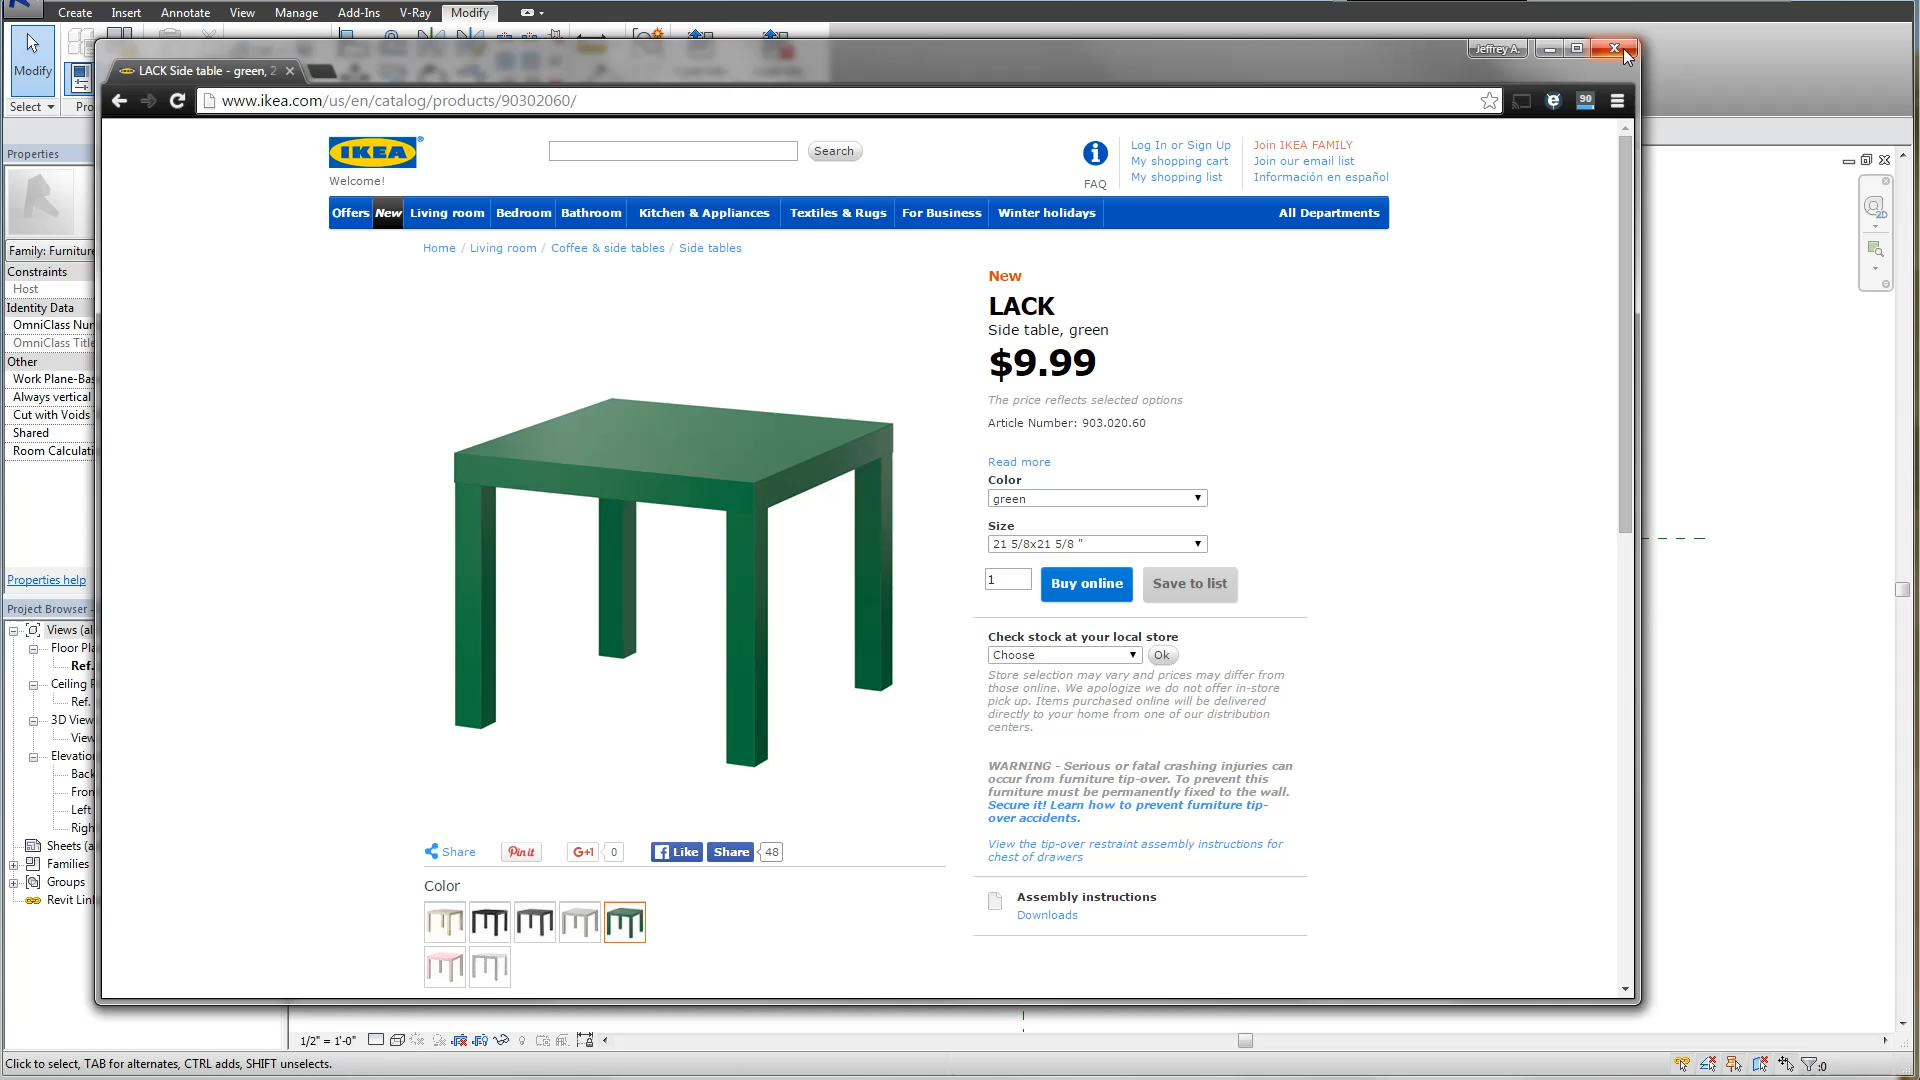 Create Insert Annotate View Manage Add-Ins V-Ray Modify
Modify
Select
Jeffrey A.
LACK Side table - green, 2
www.ikea.com/us/en/catalog/products/90302060/
90
Properties
Family: Furniture
Constraints
Host
Identity Data
OmniClass Num
OmniClass Title
Other
Work Plane-Bas
Always vertical
Cut with Voids
Shared
Room Calculati
Properties help
Project Browser -
Views (al
Floor Pla
Ref.
Ceiling P
Ref.
3D View
View
Elevation
Back
Fron
Left
Righ
Sheets (a
Families
Groups
Revit Link
IKEA®
Welcome!
Search
FAQ
Log In or Sign Up
My shopping cart
My shopping list
Join IKEA FAMILY
Join our email list
Información en español
Offers New Living room Bedroom Bathroom Kitchen & Appliances Textiles & Rugs For Business Winter holidays All Departments
Home / Living room / Coffee & side tables / Side tables
New
LACK
Side table, green
$9.99
The price reflects selected options
Article Number: 903.020.60
Read more
Color
green
Size
21 5/8x21 5/8 "
1 Buy online Save to list
Check stock at your local store
Choose Ok
Store selection may vary and prices may differ from
those online. We apologize we do not offer in-store
pick up. Items purchased online will be delivered
directly to your home from one of our distribution
centers.
WARNING - Serious or fatal crashing injuries can
occur from furniture tip-over. To prevent this
furniture must be permanently fixed to the wall.
Secure it! Learn how to prevent furniture tip-
over accidents.
View the tip-over restraint assembly instructions for
chest of drawers
Assembly instructions
Downloads
Share Pin it G+1 0 Like Share 48
Color
1/2" = 1'-0"
Click to select, TAB for alternates, CTRL adds, SHIFT unselects.
:0